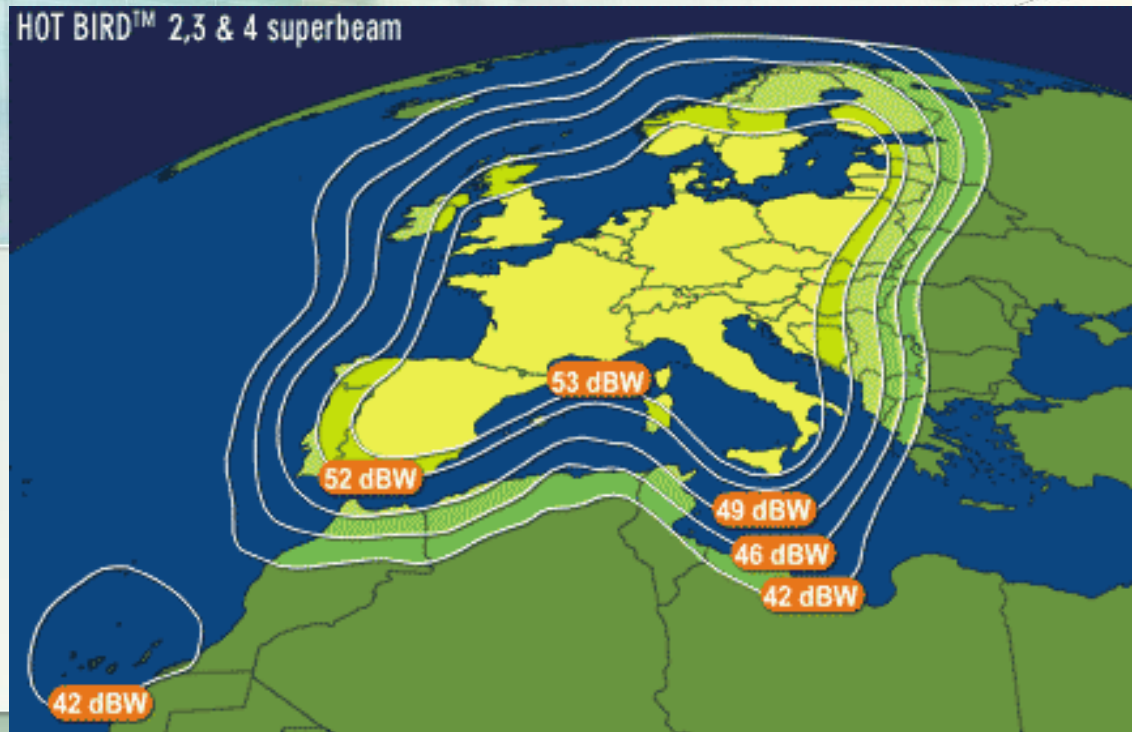 HOT BIRD™ 2,3 & 4 superbeam
53 dBW
52 dBW
49 dBW
46 dBW
42 dBW
42 dBW